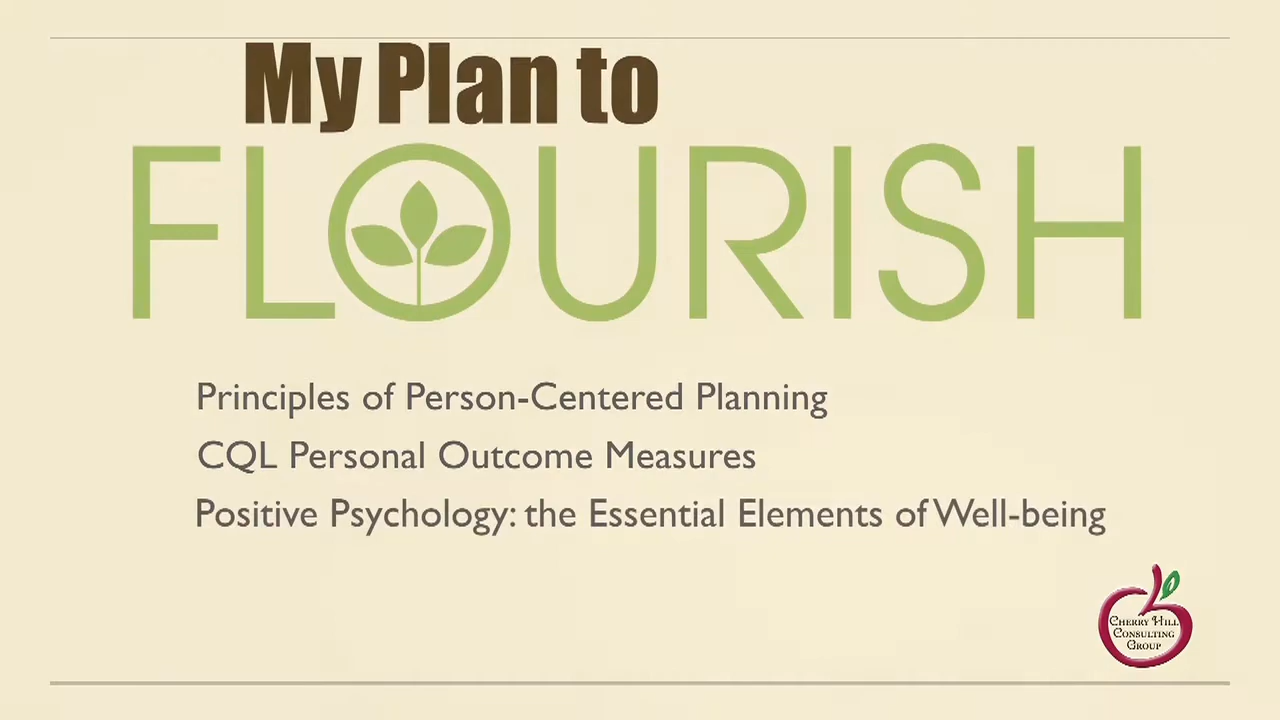 My Plan to
FLOURISH
Principles of Person-Centered Planning
CQL Personal Outcome Measures
Positive Psychology: the Essential Elements of Well-being
CHERRY HILL
CONSULTING
GROUP